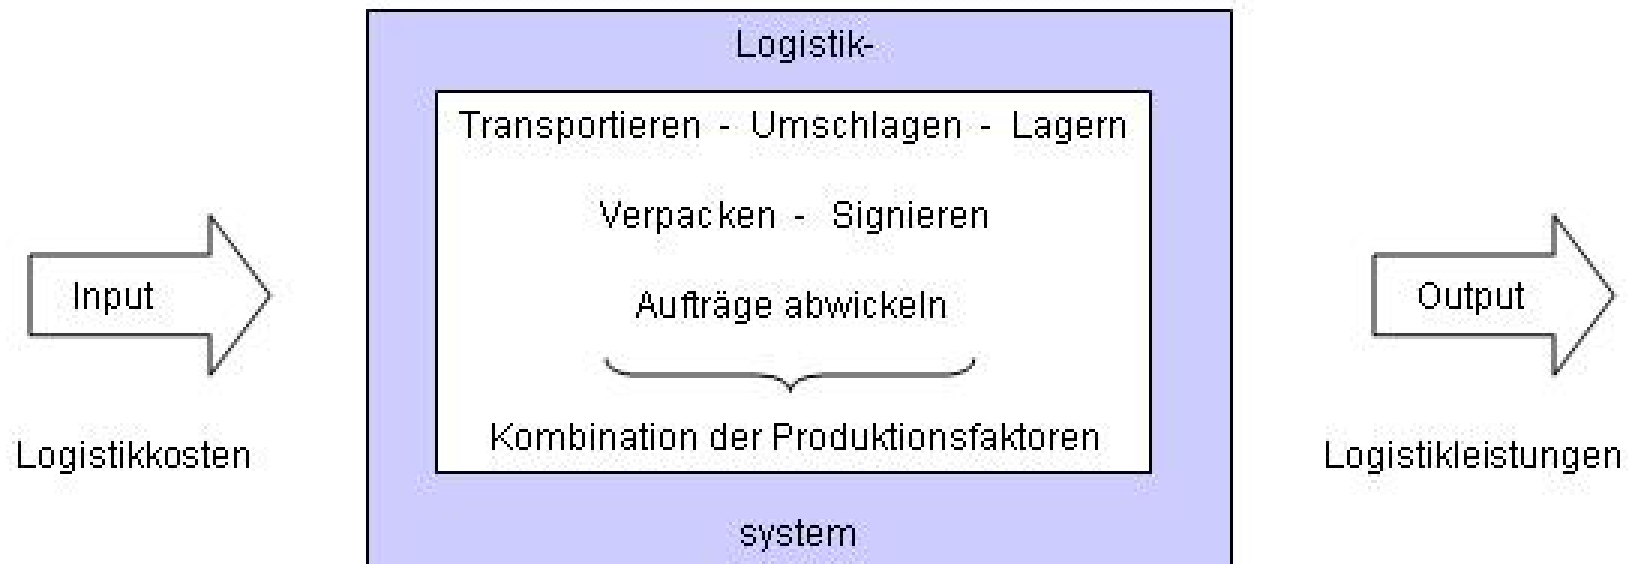 Logistik-
Transportieren - Umschlagen - Lagern
Verpacken - Signieren
Input
Aufträge abwickeln
Output
Kombination der Produktionsfaktoren
Logistikkosten
Logistikleistungen
system